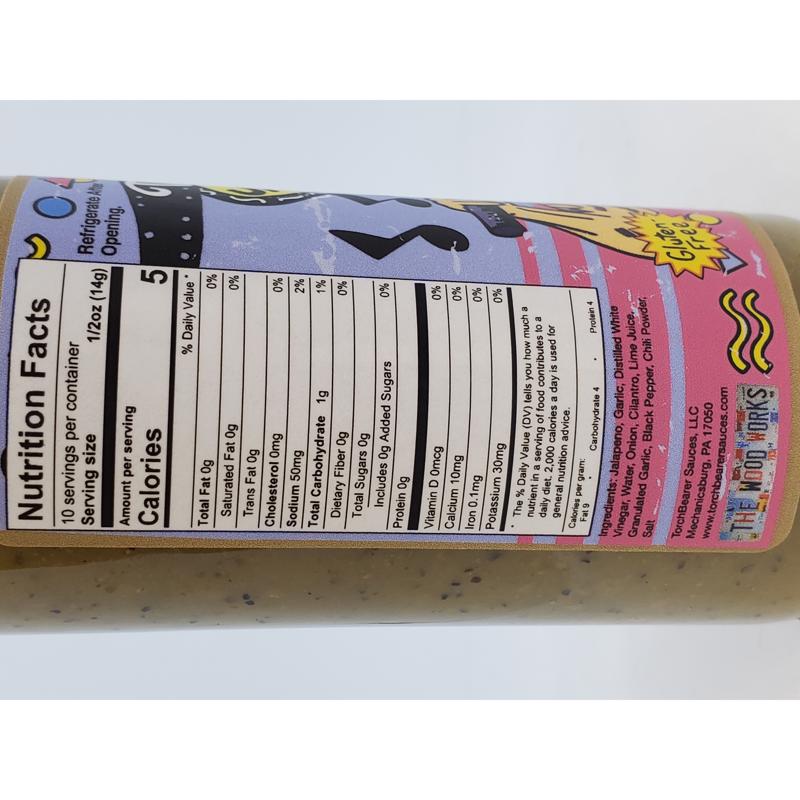 Refrigerate After
Opening.
Nutrition Facts
10 servings per container
Serving size 1/2oz (14g)
Amount per serving
Calories 5
% Daily Value *
Total Fat 0g 0%
Saturated Fat 0g 0%
Trans Fat 0g
Cholesterol 0mg 0%
Sodium 50mg 2%
Total Carbohydrate 1g 1%
Dietary Fiber 0g 0%
Total Sugars 0g
Includes 0g Added Sugars 0%
Protein 0g
Vitamin D 0mcg 0%
Calcium 10mg 0%
Iron 0.1mg 0%
Potassium 30mg 0%
* The % Daily Value (DV) tells you how much a
nutrient in a serving of food contributes to a
daily diet. 2,000 calories a day is used for
general nutrition advice.
Calories per gram:
Fat 9 • Carbohydrate 4 • Protein 4
Gluten
Free
Ingredients: Jalapeno, Garlic, Distilled White
Vinegar, Water, Onion, Cilantro, Lime Juice,
Granulated Garlic, Black Pepper, Chili Powder,
Salt
TorchBearer Sauces, LLC
Mechanicsburg, PA 17050
www.torchbearersauces.com
THE WOOD WORKS